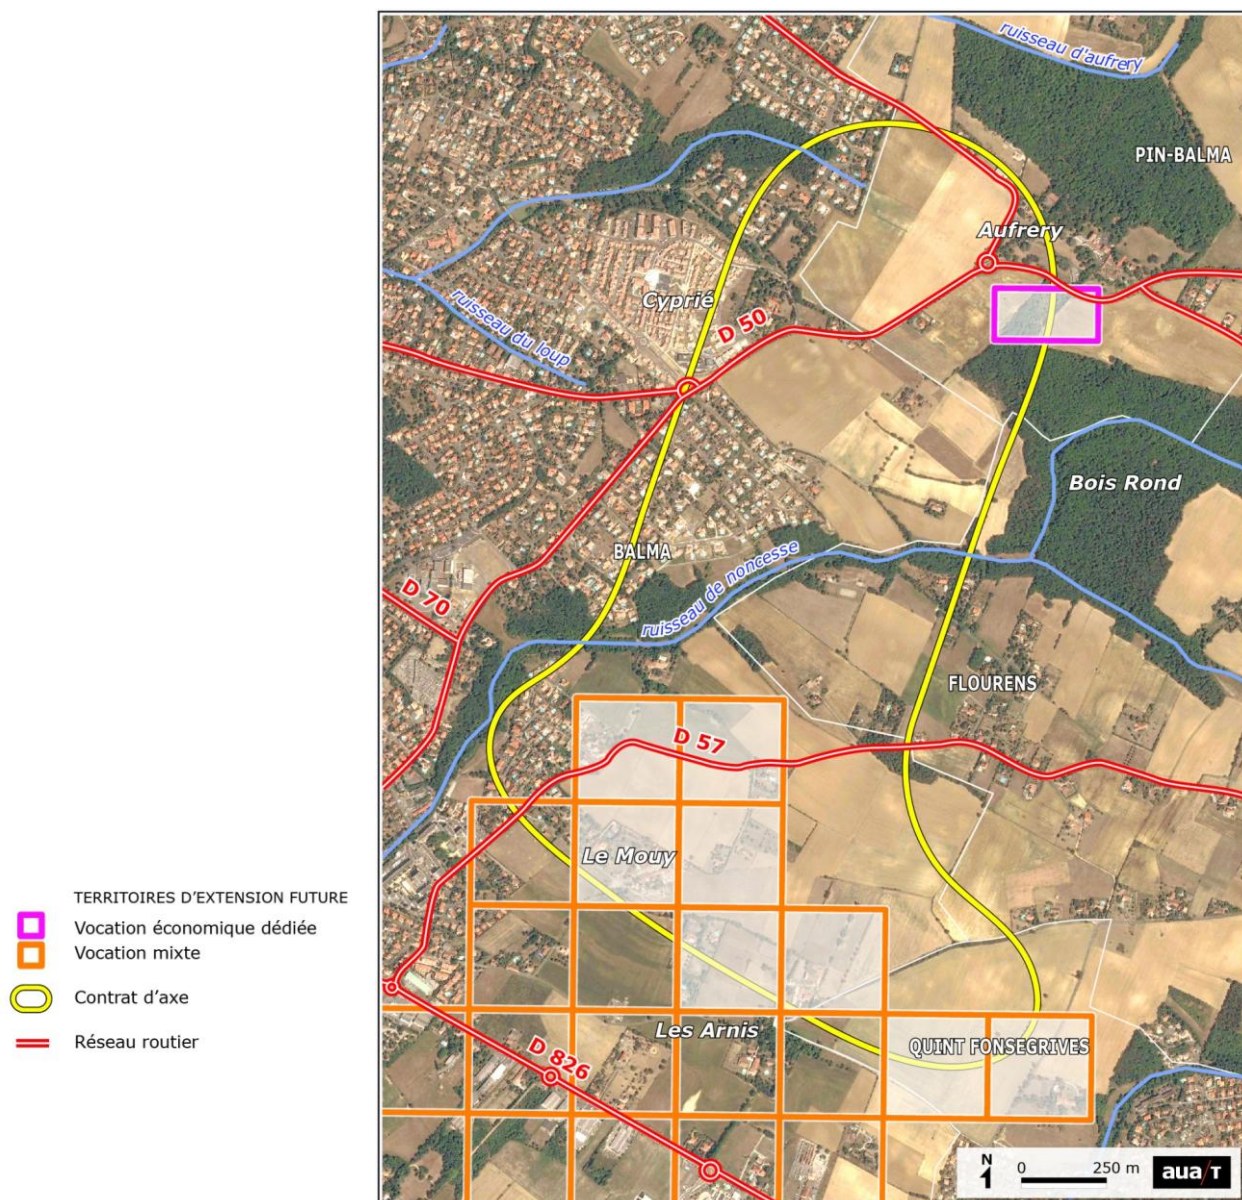 ruisseau d'aufrery
PIN-BALMA
Aufrery
Cyprié
D 50
ruisseau du loup
Bois Rond
BALMA
ruisseau de noncesse
D 70
FLOURENS
D 57
Le Mouy
TERRITOIRES D'EXTENSION FUTURE
Vocation économique dédiée
Vocation mixte
Contrat d'axe
Réseau routier
Les Arnis
QUINT FONSEGRIVES
D 826
N
0 250 m
aua/T